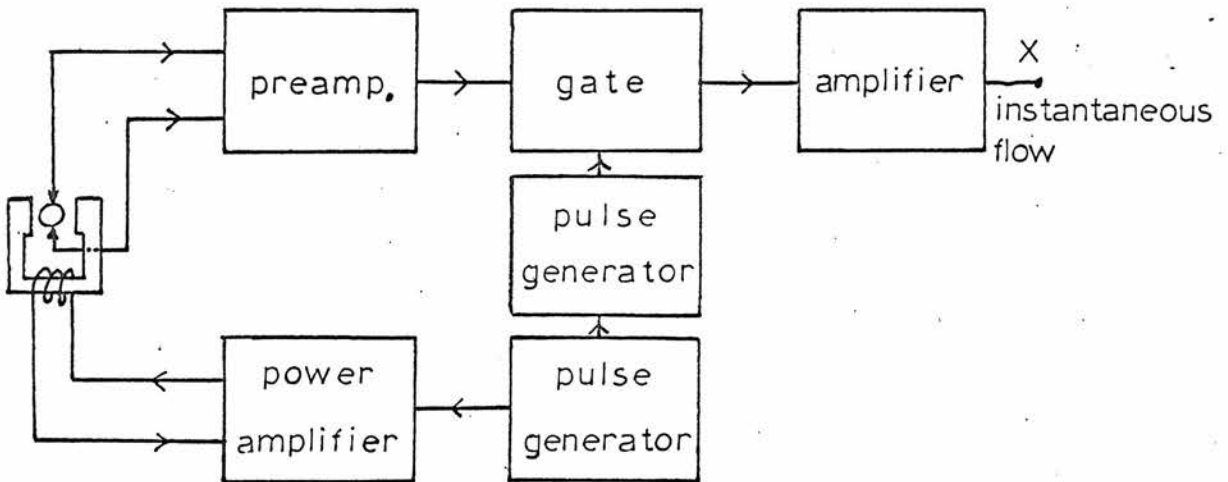 preamp.
gate
amplifier
X
instantaneous
flow
pulse
generator
power
amplifier
pulse
generator